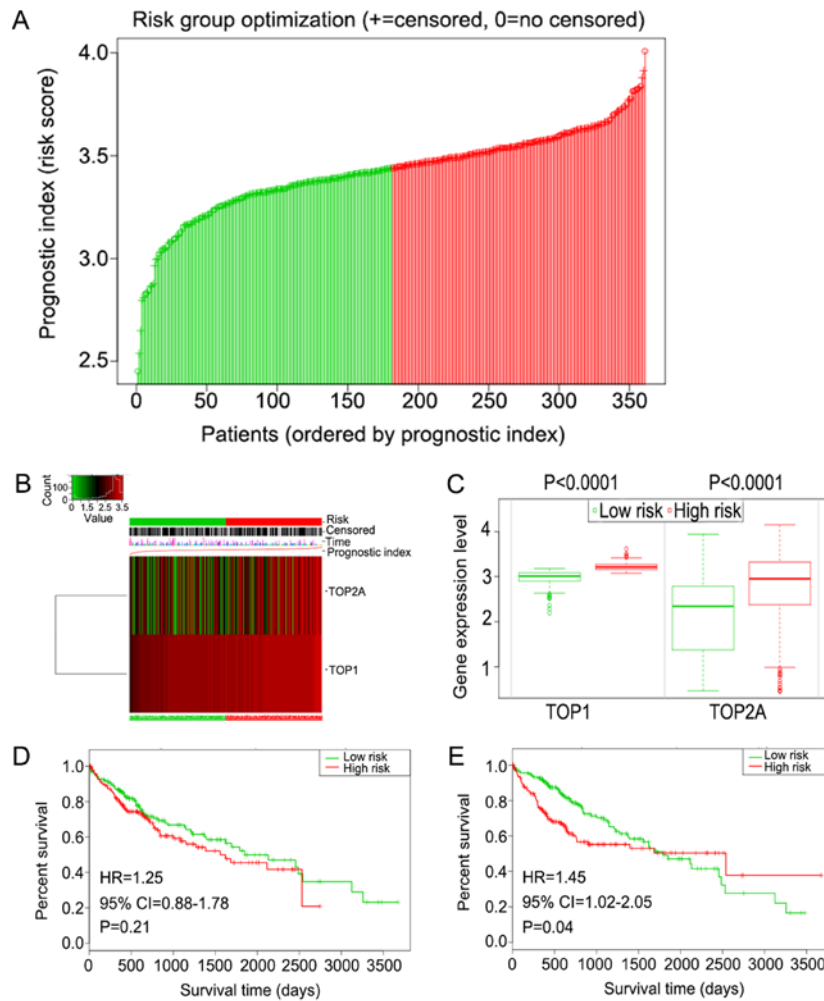 A
Risk group optimization (+=censored, 0=no censored)
Prognostic index (risk score)
4.0
3.5
3.0
2.5
0 50 100 150 200 250 300 350
Patients (ordered by prognostic index)
B
Count
100
0
0 1.5 2.5 3.5
Value
Risk
Censored
Time
Prognostic index
TOP2A
TOP1
C
P<0.0001 P<0.0001
Low risk High risk
Gene expression level
4
3
2
1
TOP1 TOP2A
D
Low risk
High risk
Percent survival
1.0
0.8
0.6
0.4
0.2
0.0
HR=1.25
95% CI=0.88-1.78
P=0.21
0 500 1000 1500 2000 2500 3000 3500
Survival time (days)
E
Low risk
High risk
Percent survival
1.0
0.8
0.6
0.4
0.2
0.0
HR=1.45
95% CI=1.02-2.05
P=0.04
0 500 1000 1500 2000 2500 3000 3500
Survival time (days)